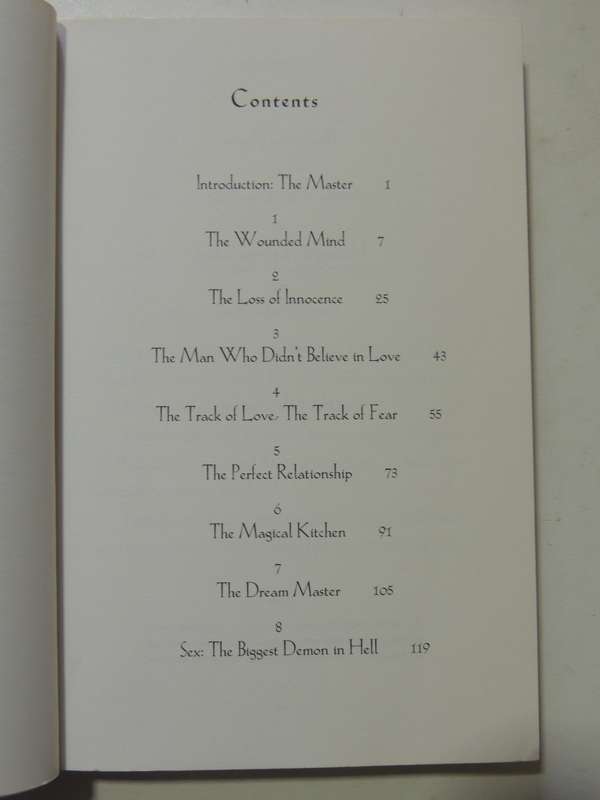 Contents
Introduction: The Master 1
1
The Wounded Mind 7
2
The Loss of Innocence 25
3
The Man Who Didn't Believe in Love 43
4
The Track of Love, The Track of Fear 55
5
The Perfect Relationship 73
6
The Magical Kitchen 91
7
The Dream Master 105
8
Sex: The Biggest Demon in Hell 119